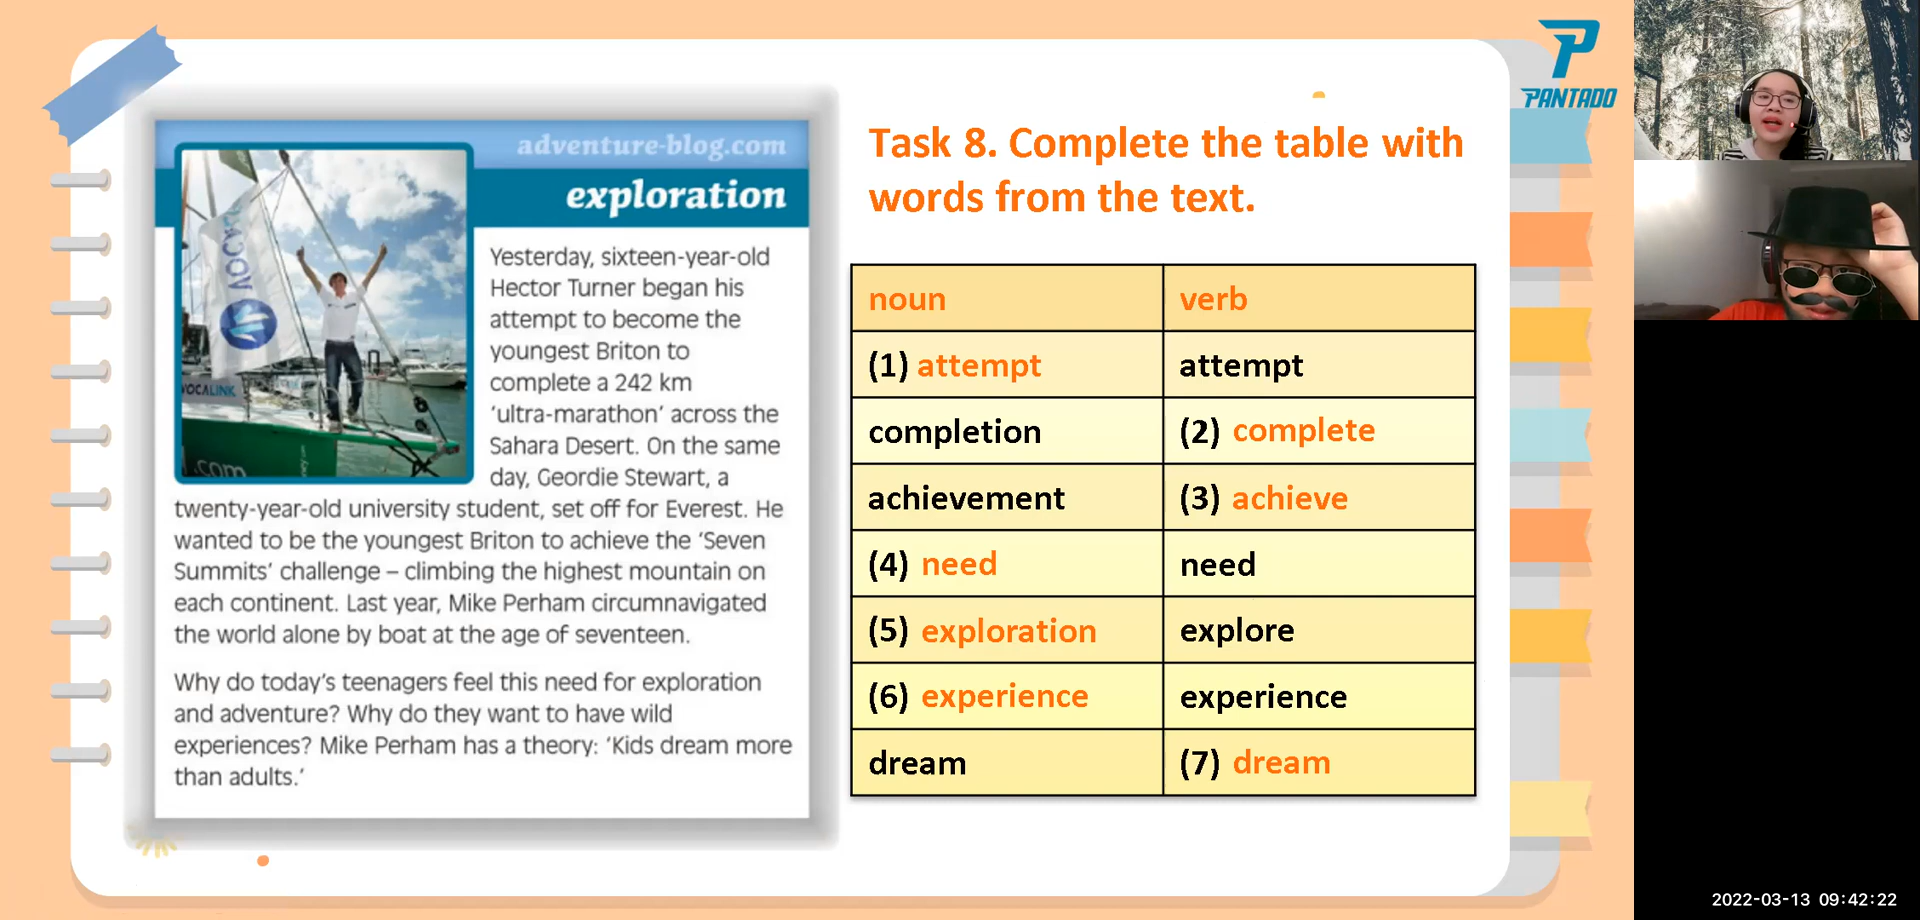 PANTADO
adventure-blog.com
exploration
VOCALINK
.com
Yesterday, sixteen-year-old
Hector Turner began his
attempt to become the
youngest Briton to
complete a 242 km
‘ultra-marathon’ across the
Sahara Desert. On the same
day, Geordie Stewart, a
twenty-year-old university student, set off for Everest. He
wanted to be the youngest Briton to achieve the ‘Seven
Summits’ challenge – climbing the highest mountain on
each continent. Last year, Mike Perham circumnavigated
the world alone by boat at the age of seventeen.
Why do today’s teenagers feel this need for exploration
and adventure? Why do they want to have wild
experiences? Mike Perham has a theory: ‘Kids dream more
than adults.’
Task 8. Complete the table with
words from the text.
noun verb
(1) attempt attempt
completion (2) complete
achievement (3) achieve
(4) need need
(5) exploration explore
(6) experience experience
dream (7) dream
2022-03-13 09:42:22